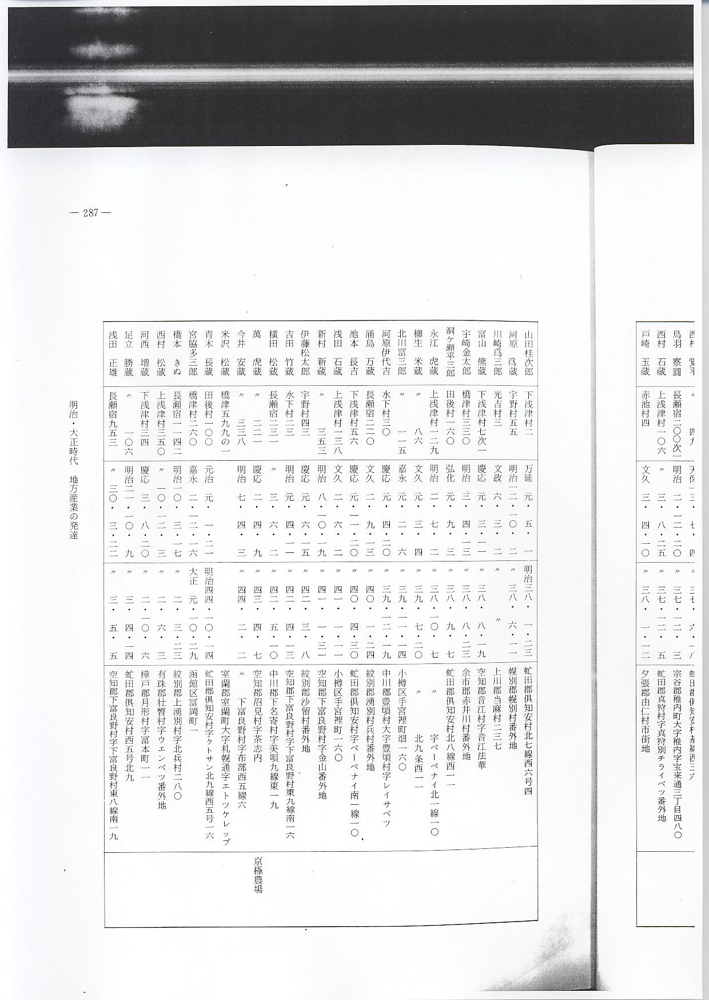 西村
〃 四九
戸崎 玉蔵 赤池村四 文久 三・ 四・一〇 〃 三八・ 一・一二 夕張郡由仁村市街地
西村 石蔵 上浅津村一〇六 〃 三・ 八・二五 〃 三七・一二・ 五 虻田郡真狩村字真狩別チライベツ番外地
鳥羽 察圓 長瀬宿二〇〇次一 明治 二・一二・二〇 〃 三七・一二・ 三 宗谷郡稚内町大字稚内字宝来通三丁目四八〇
山田桂次郎 下浅津村二 万延 元・ 五・ 一 明治三八・ 一・二三 虻田郡倶知安村北七線西六号四
河原 爲蔵 宇野村五五 明治一二・一〇・ 二 〃 三八・ 六・一一 幌別郡幌別村番外地
川崎爲三郎 光吉村三 文政 六・ 三・ 二 〃 〃 上川郡当麻村二三七
富山 熊蔵 下浅津村七次一 慶応 元・ 三・一一 〃 三八・ 八・一九 空知郡音江村字音江法華
宇崎金太郎 橋津村三三〇 明治 三・ 四・二三 〃 三八・ 八・二三 余市郡赤井川村番外地
洞ケ瀬平三郎 田後村一六〇 弘化 元・ 九・ 三 〃 三八・ 九・ 七 虻田郡倶知安村北八線西一一
永江 虎蔵 上浅津村一二九 明治 二・ 七・ 二 〃 三八・一〇・ 七 〃 字ペーペナイ北一線一〇
柳生 米蔵 〃 八六 文久 元・ 三・ 四 〃 三九・ 七・二〇 〃 北九条西一一
北川富三郎 〃 一一五 嘉永 元・ 二・ 六 〃 三九・一一・一四 小樽区手宮裡町畑一六〇
河原伊代吉 水下村三〇 慶応 元・ 四・二〇 〃 三九・一二・一九 中川郡豊頃村大字豊頃村字レイサベツ
涌島 万蔵 長瀬宿二二〇 文久 二・ 九・一三 〃 四〇・ 一・二四 紋別郡湧別村兵村番外地
池本 長吉 下浅津村五六 慶応 元・一一・二〇 〃 四〇・ 四・三〇 虻田郡倶知安村字ペーペナイ南一線一〇
浅田 石蔵 上浅津村一三八 文久 二・ 六・ 二 〃 四一・ 一・一一 小樽区手宮裡町一六〇
新村 新蔵 〃 三五三 明治 八・一〇・一九 〃 四一・ 一・三一 空知郡下富良野村字金山番外地
伊藤松太郎 宇野村四三 慶応 元・ 六・一五 〃 四二・ 三・ 八 紋別郡沙留村番外地
吉田 竹蔵 水下村二三 明治 元・ 四・一一 〃 四二・ 四・一三 空知郡下富良野村字下富良野村東九線南一六
横田 松蔵 長瀬宿二三一 〃 三・ 六・ 二 〃 四二・ 五・一〇 中川郡下名寄村字美唄九線東一九
萬 虎蔵 〃 二二一 慶応 二・ 四・ 九 〃 四三・ 四・ 七 空知郡沼見村字茶志内 京極農場
今井 安蔵 〃 三三八 明治 七・ 四・ 三 〃 四四・ 二・ 二 〃 下富良野村字布部西五線六
米沢 松蔵 橋津五九九の一 室蘭郡室蘭町大字札幌通字エトツケレップ
青木 長蔵 田後村一〇〇 元治 元・ 一・二一 明治四四・一〇・一四 虻田郡倶知安村字クトサン北九線西五号一六
宮脇多三郎 橋津村二六〇 嘉永 二・一二・一六 大正 元・一〇・二九 函館区富岡町一
橋本 きぬ 長瀬宿一一四二 明治一〇・ 三・一七 〃 二・ 三・二三 紋別郡上湧別村字北兵村二八〇
西村 松蔵 上浅津村三五〇 〃 一〇・一二・ 三 〃 二・ 六・ 三 有珠郡壮瞥村字ウエンベツ番外地
河西 増蔵 下浅津村三四 慶応 三・ 八・二〇 〃 二・一〇・ 六 樺戸郡月形村字富本町一一
足立 勝蔵 〃 一〇六 明治二一・一〇・ 九 〃 三・ 四・一四 虻田郡倶知安村西五号北九
浅田 正雄 長瀬宿九五三 〃 三〇・ 三・二二 〃 三・ 五・ 五 空知郡下富良野村字下富良野村東八線南一九
明治・大正時代 地方産業の発達
— 287 —